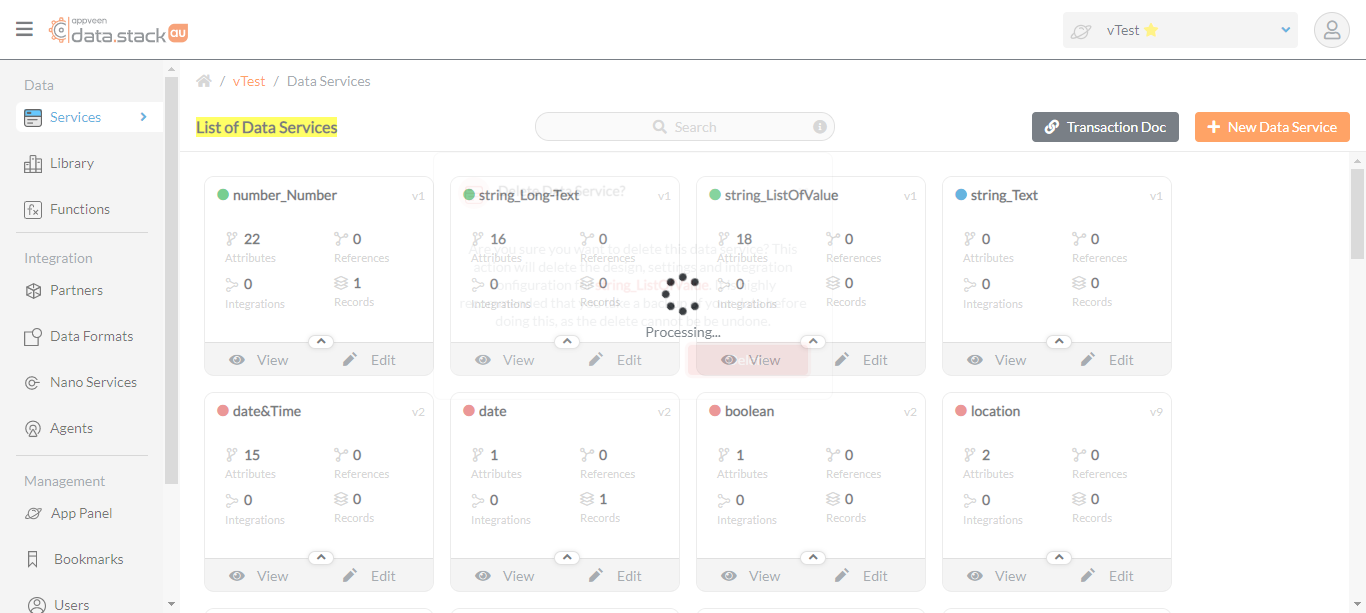 appveen
data.stack au
vTest ⭐
Data
Services
Library
Functions
Integration
Partners
Data Formats
Nano Services
Agents
Management
App Panel
Bookmarks
Users
/ vTest / Data Services
List of Data Services
Search
Transaction Doc
+ New Data Service
number_Number v1
22 Attributes
0 References
0 Integrations
1 Records
View Edit
string_Long-Text v1
16 Attributes
0 References
0 Integrations
0 Records
View Edit
string_ListOfValue v1
18 Attributes
0 References
0 Integrations
0 Records
View Edit
string_Text v1
0 Attributes
0 References
0 Integrations
0 Records
View Edit
Delete Data Service?
Are you sure you want to delete this data service? This
action will delete the design, settings and integration
configuration string_ListOfValue. highly
you take a backup of your data before
doing this, as the delete cannot be be undone.
Processing...
date&Time v2
15 Attributes
0 References
0 Integrations
0 Records
View Edit
date v2
1 Attributes
0 References
0 Integrations
1 Records
View Edit
boolean v2
1 Attributes
0 References
0 Integrations
0 Records
View Edit
location v9
2 Attributes
0 References
0 Integrations
0 Records
View Edit